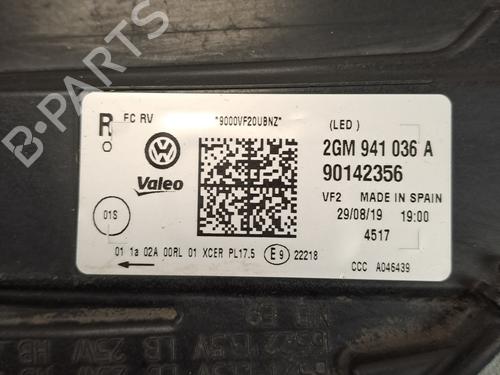 R FC RV *9000VF20UBNZ* (LED)
O
2GM 941 036 A
90142356
Valeo
VF2 MADE IN SPAIN
01S
29/08/19 19:00
4517
01 1a 02A 00RL 01 XCER PL17.5 E9 22218
CCC A046439
B-PARTS